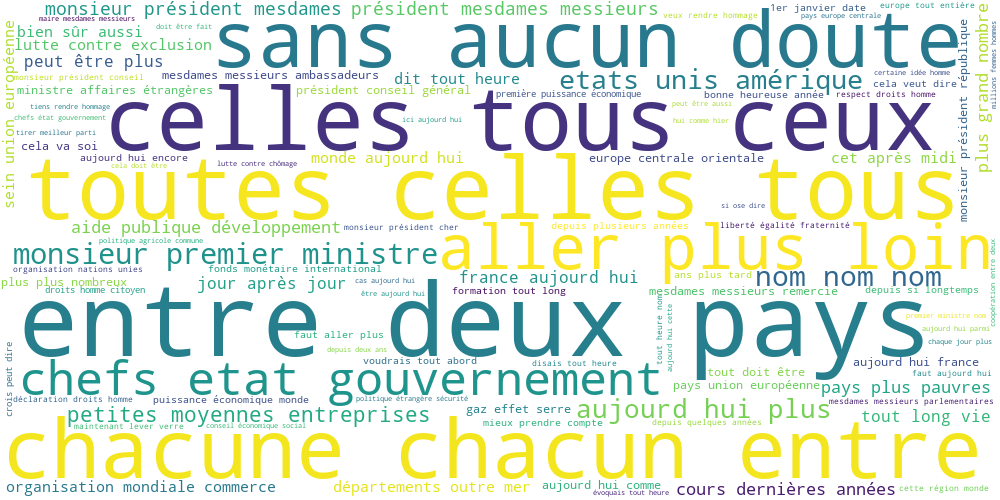 monsieur président mesdames
président mesdames messieurs
1er janvier date
europe tout entière
maire mesdames messieurs
doit être fait
veux rendre hommage
pays europe centrale
bien sûr aussi
sans aucun doute
lutte contre exclusion
peut être plus
monsieur président conseil
mesdames messieurs ambassadeurs
dit tout heure
etats unis amérique
certaine idée homme
cela veut dire
ministre affaires étrangères
président conseil général
première puissance économique
bonne heureuse année
respect droits homme
tiens rendre hommage
peut être aussi
chefs état gouvernement
celles tous ceux
ici aujourd hui
hui comme hier
tirer meilleur parti
cela va soi
aujourd hui encore
lutte contre chômage
monde aujourd hui
europe centrale orientale
cet après midi
cela doit être
toutes celles tous
si ose dire
aide publique développement
monsieur président cher
depuis plusieurs années
liberté égalité fraternité
politique agricole commune
monsieur premier ministre
aller plus loin
organisation nations unies
fonds monétaire international
plus plus nombreux
jour après jour
cas aujourd hui
france aujourd hui
ans plus tard
nom nom nom
droits homme citoyen
être aujourd hui
formation tout long
mesdames messieurs remercie
depuis si longtemps
entre deux pays
premier ministre nom
faut aller plus
aujourd hui parmi
chaque jour plus
depuis deux ans
voudrais tout abord
disais tout heure
aujourd hui france
chefs etat gouvernement
tout doit être
faut aujourd hui
pays union européenne
pays plus pauvres
déclaration droits homme
puissance économique monde
politique étrangère sécurité
mesdames messieurs parlementaires
petites moyennes entreprises
gaz effet serre
aujourd hui plus
tout long vie
maintenant lever verre
conseil économique social
mieux prendre compte
depuis quelques années
chacune chacun entre
organisation mondiale commerce
départements outre mer
aujourd hui comme
évoquais tout heure
cours dernières années
cette région monde
sein union européenne
crois peut dire
tout heure nom
aujourd hui cette
monsieur président république
plus grand nombre
millions femmes hommes
coopération entre deux